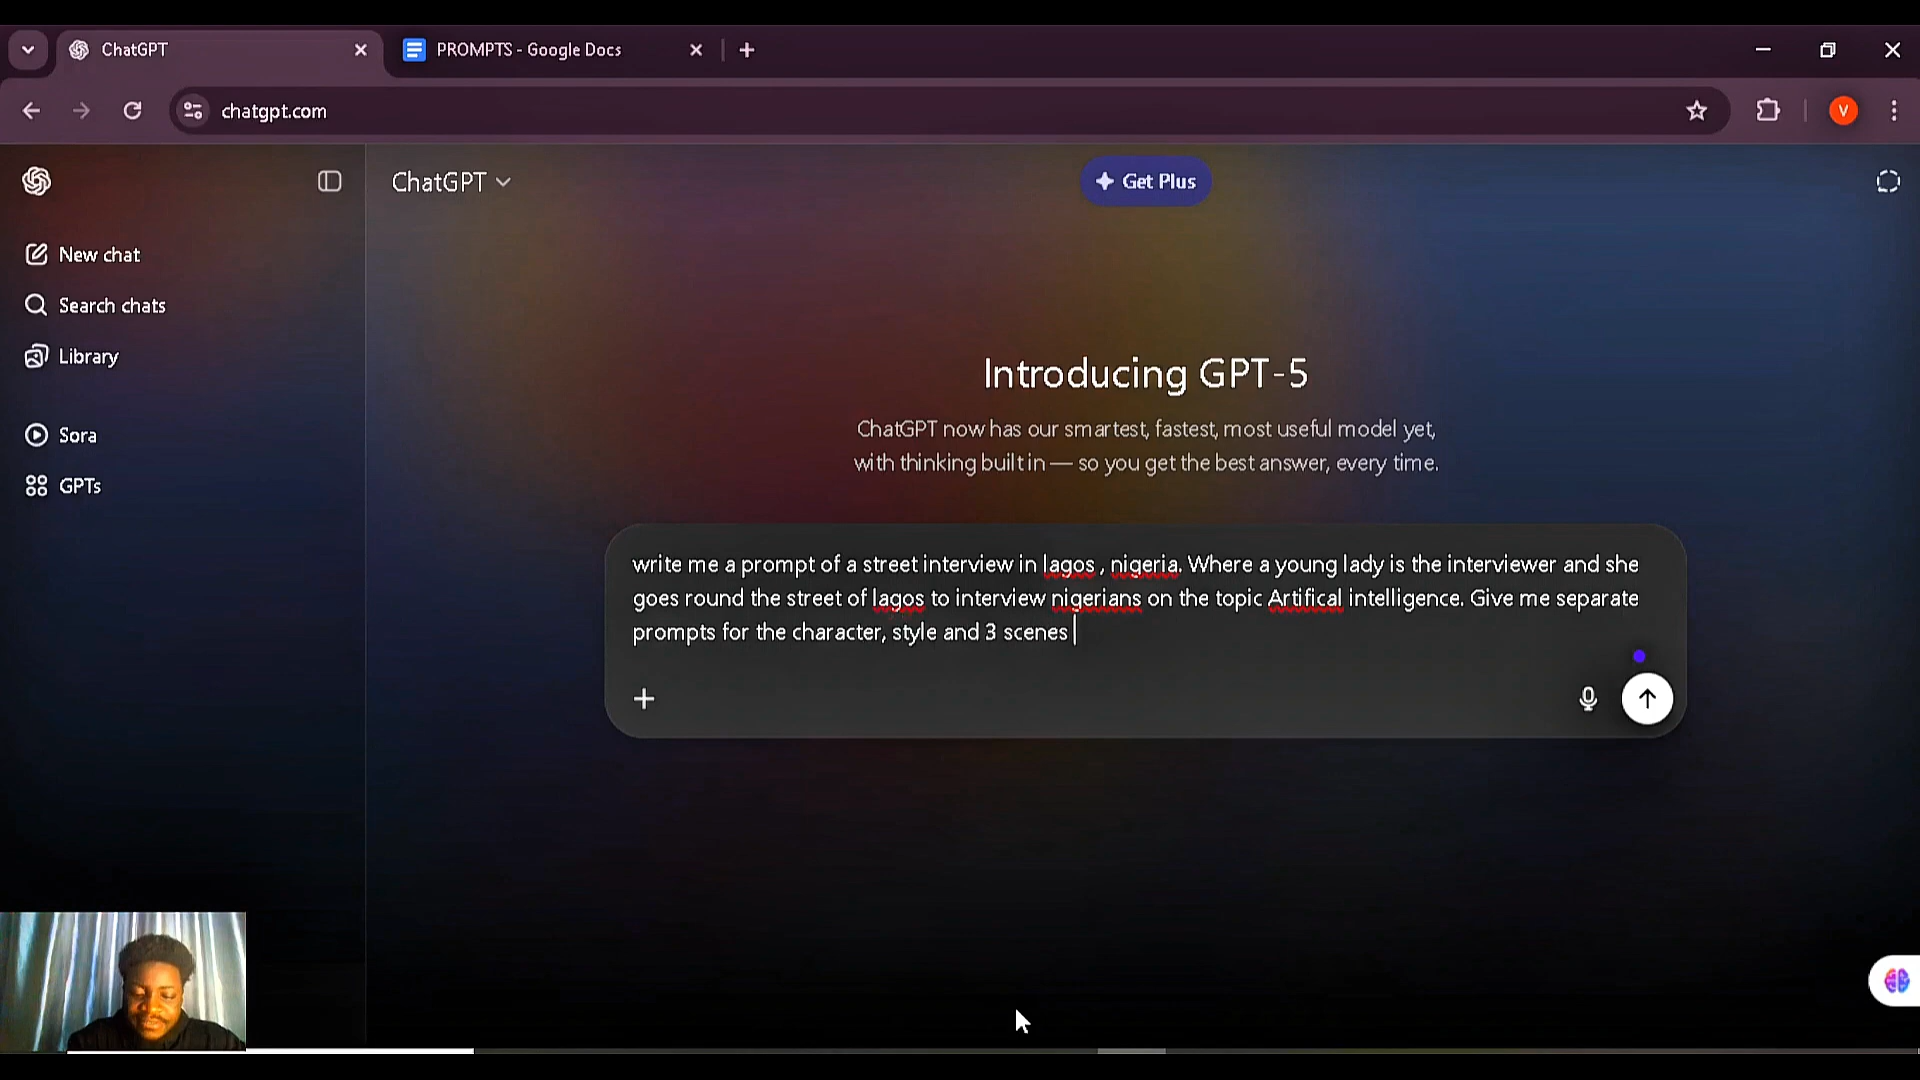 ChatGPT
PROMPTS - Google Docs
chatgpt.com
V
ChatGPT
Get Plus
New chat
Search chats
Library
Sora
GPTs
Introducing GPT-5
ChatGPT now has our smartest, fastest, most useful model yet,
with thinking built in — so you get the best answer, every time.
write me a prompt of a street interview in lagos , nigeria. Where a young lady is the interviewer and she
goes round the street of lagos to interview nigerians on the topic Artifical intelligence. Give me separate
prompts for the character, style and 3 scenes